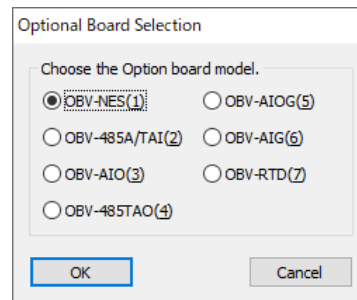 Optional Board Selection
Choose the Option board model.
OBV-NES(1) OBV-AIOG(5)
OBV-485A/TAI(2) OBV-AIG(6)
OBV-AIO(3) OBV-RTD(7)
OBV-485TAO(4)
OK Cancel